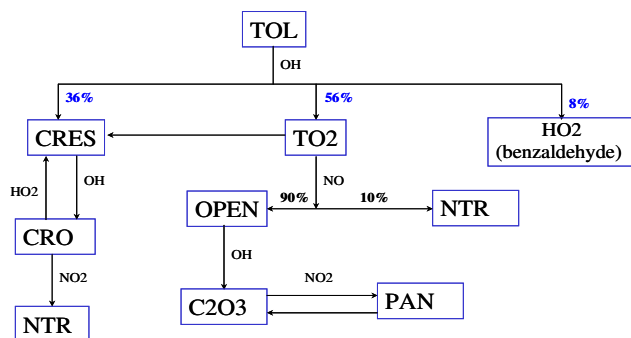 TOL
OH
36%
56%
8%
CRES
TO2
HO2
(benzaldehyde)
HO2
OH
NO
OPEN
90%
10%
NTR
CRO
OH
NO2
C2O3
NO2
PAN
NTR